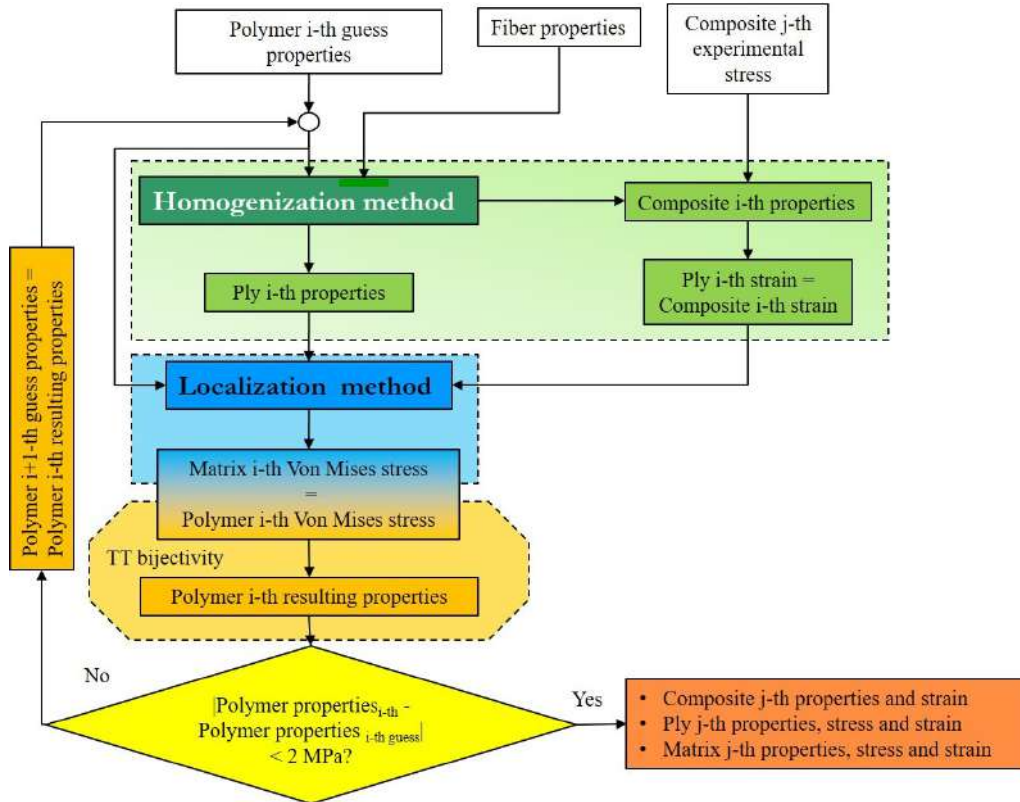 Polymer i-th guess
properties
Fiber properties
Composite j-th
experimental
stress
Homogenization method
Composite i-th properties
Ply i-th properties
Ply i-th strain =
Composite i-th strain
Localization method
Matrix i-th Von Mises stress
=
Polymer i-th Von Mises stress
TT bijectivity
Polymer i-th resulting properties
Polymer i+1-th guess properties =
Polymer i-th resulting properties
No
|Polymer properties i-th -
Polymer properties i-th guess|
< 2 MPa?
Yes
• Composite j-th properties and strain
• Ply j-th properties, stress and strain
• Matrix j-th properties, stress and strain